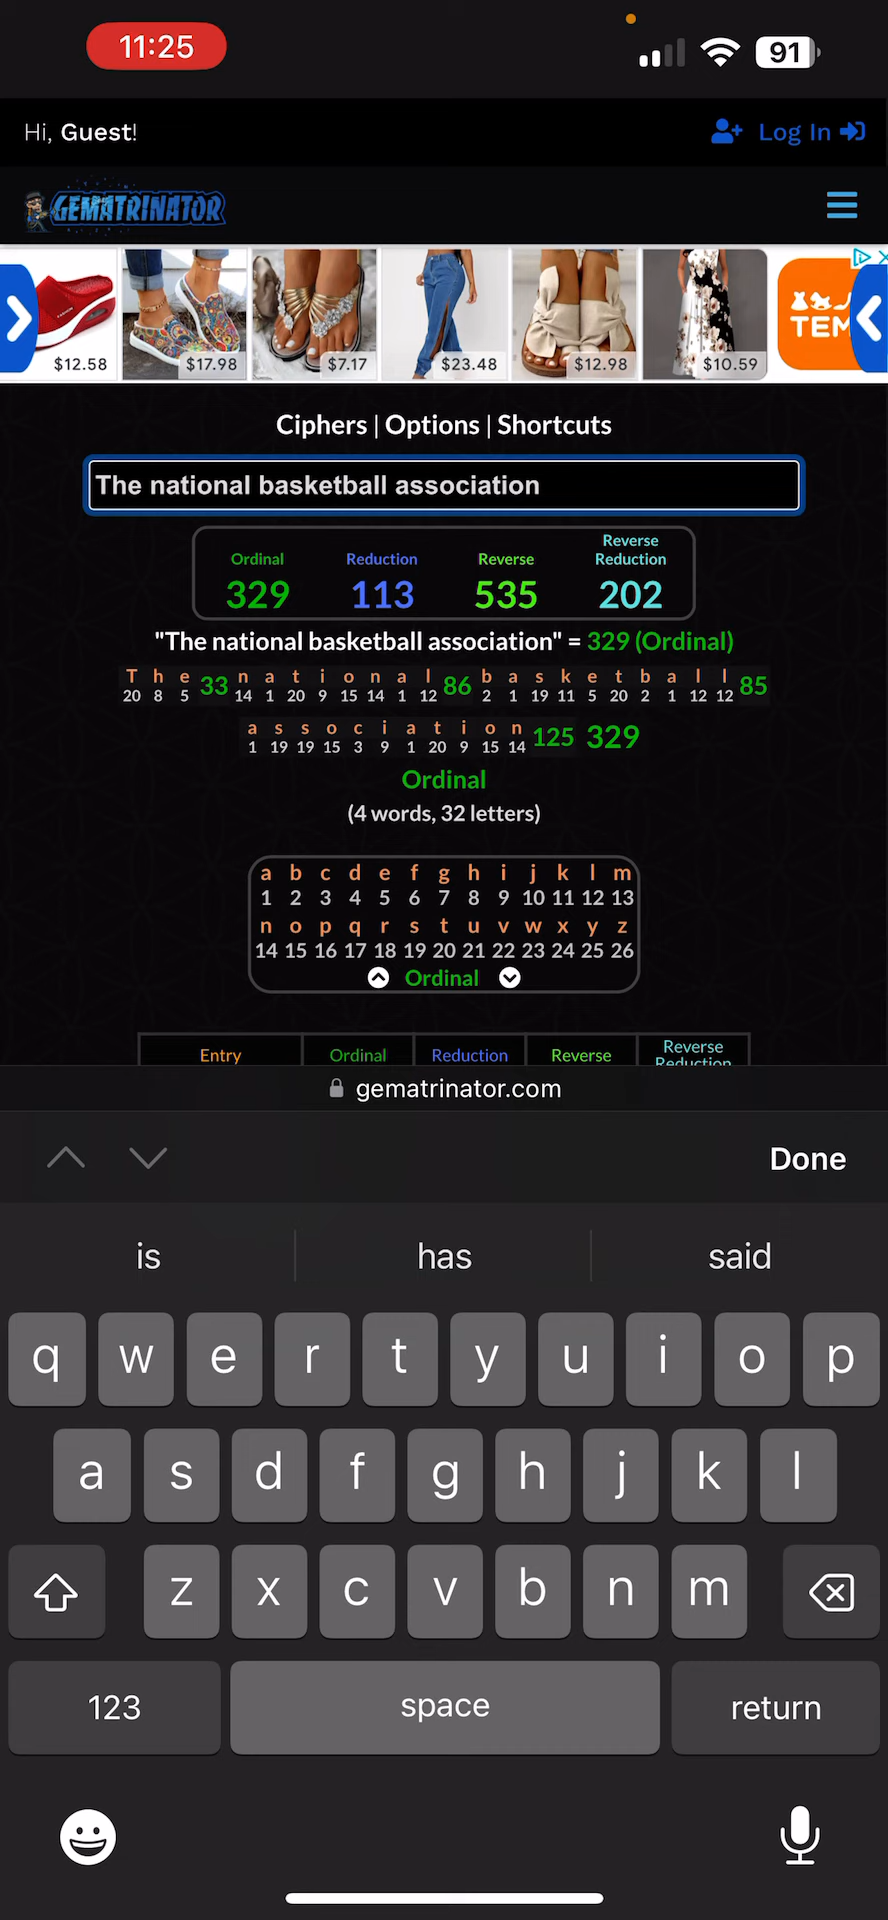 11:25
91
Hi, Guest!
Log In
GEMATRINATOR
$12.58 $17.98 $7.17 $23.48 $12.98 $10.59 TEM
Ciphers | Options | Shortcuts
The national basketball association
Ordinal Reduction Reverse Reverse Reduction
329 113 535 202
"The national basketball association" = 329 (Ordinal)
T h e 33 n a t i o n a l 86 b a s k e t b a l l 85
20 8 5 14 1 20 9 15 14 1 12 2 1 19 11 5 20 2 1 12 12
a s s o c i a t i o n 125 329
1 19 19 15 3 9 1 20 9 15 14
Ordinal
(4 words, 32 letters)
a b c d e f g h i j k l m
1 2 3 4 5 6 7 8 9 10 11 12 13
n o p q r s t u v w x y z
14 15 16 17 18 19 20 21 22 23 24 25 26
Ordinal
Entry Ordinal Reduction Reverse Reverse Reduction
gematrinator.com
Done
is has said
q w e r t y u i o p
a s d f g h j k l
z x c v b n m
123 space return